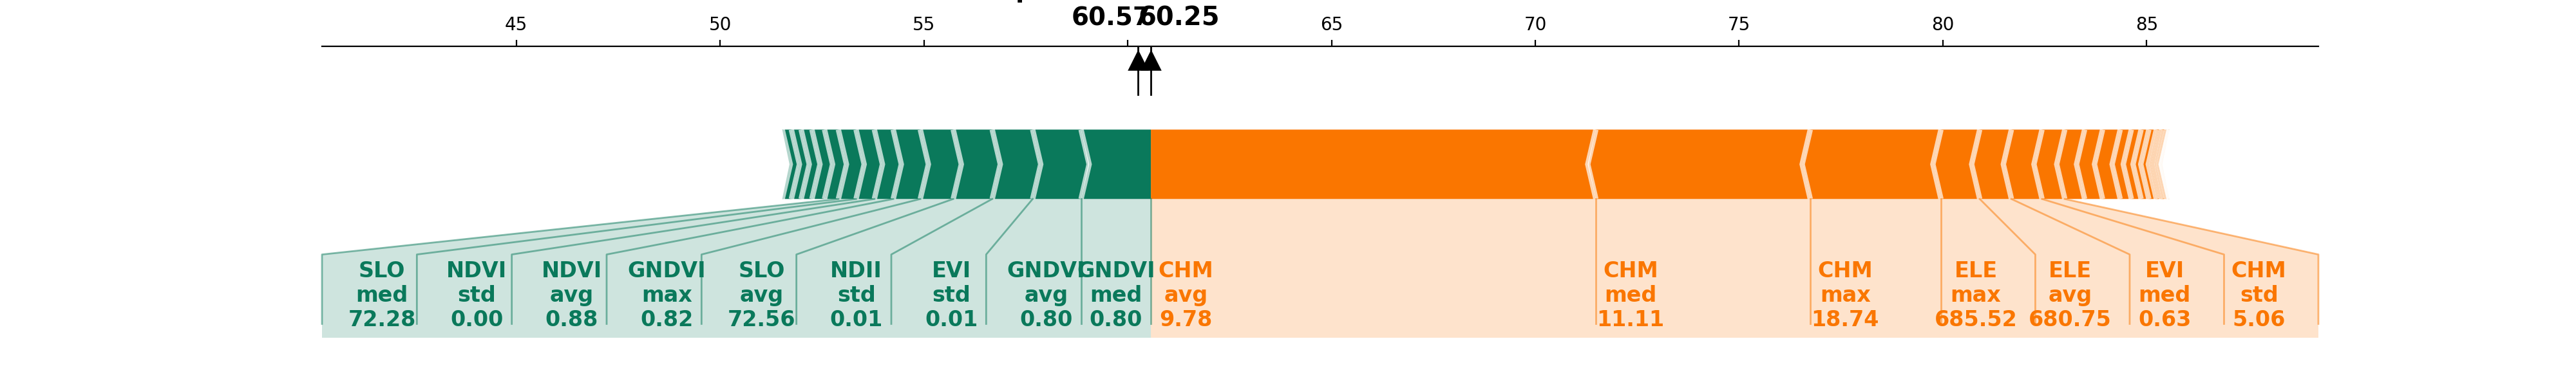 60.57 60.25
45 50 55 65 70 75 80 85
SLO NDVI NDVI GNDVI SLO NDII EVI GNDVI GNDVI CHM CHM CHM ELE ELE EVI CHM
med std avg max avg std std avg med avg med max max avg med std
72.28 0.00 0.88 0.82 72.56 0.01 0.01 0.80 0.80 9.78 11.11 18.74 685.52 680.75 0.63 5.06